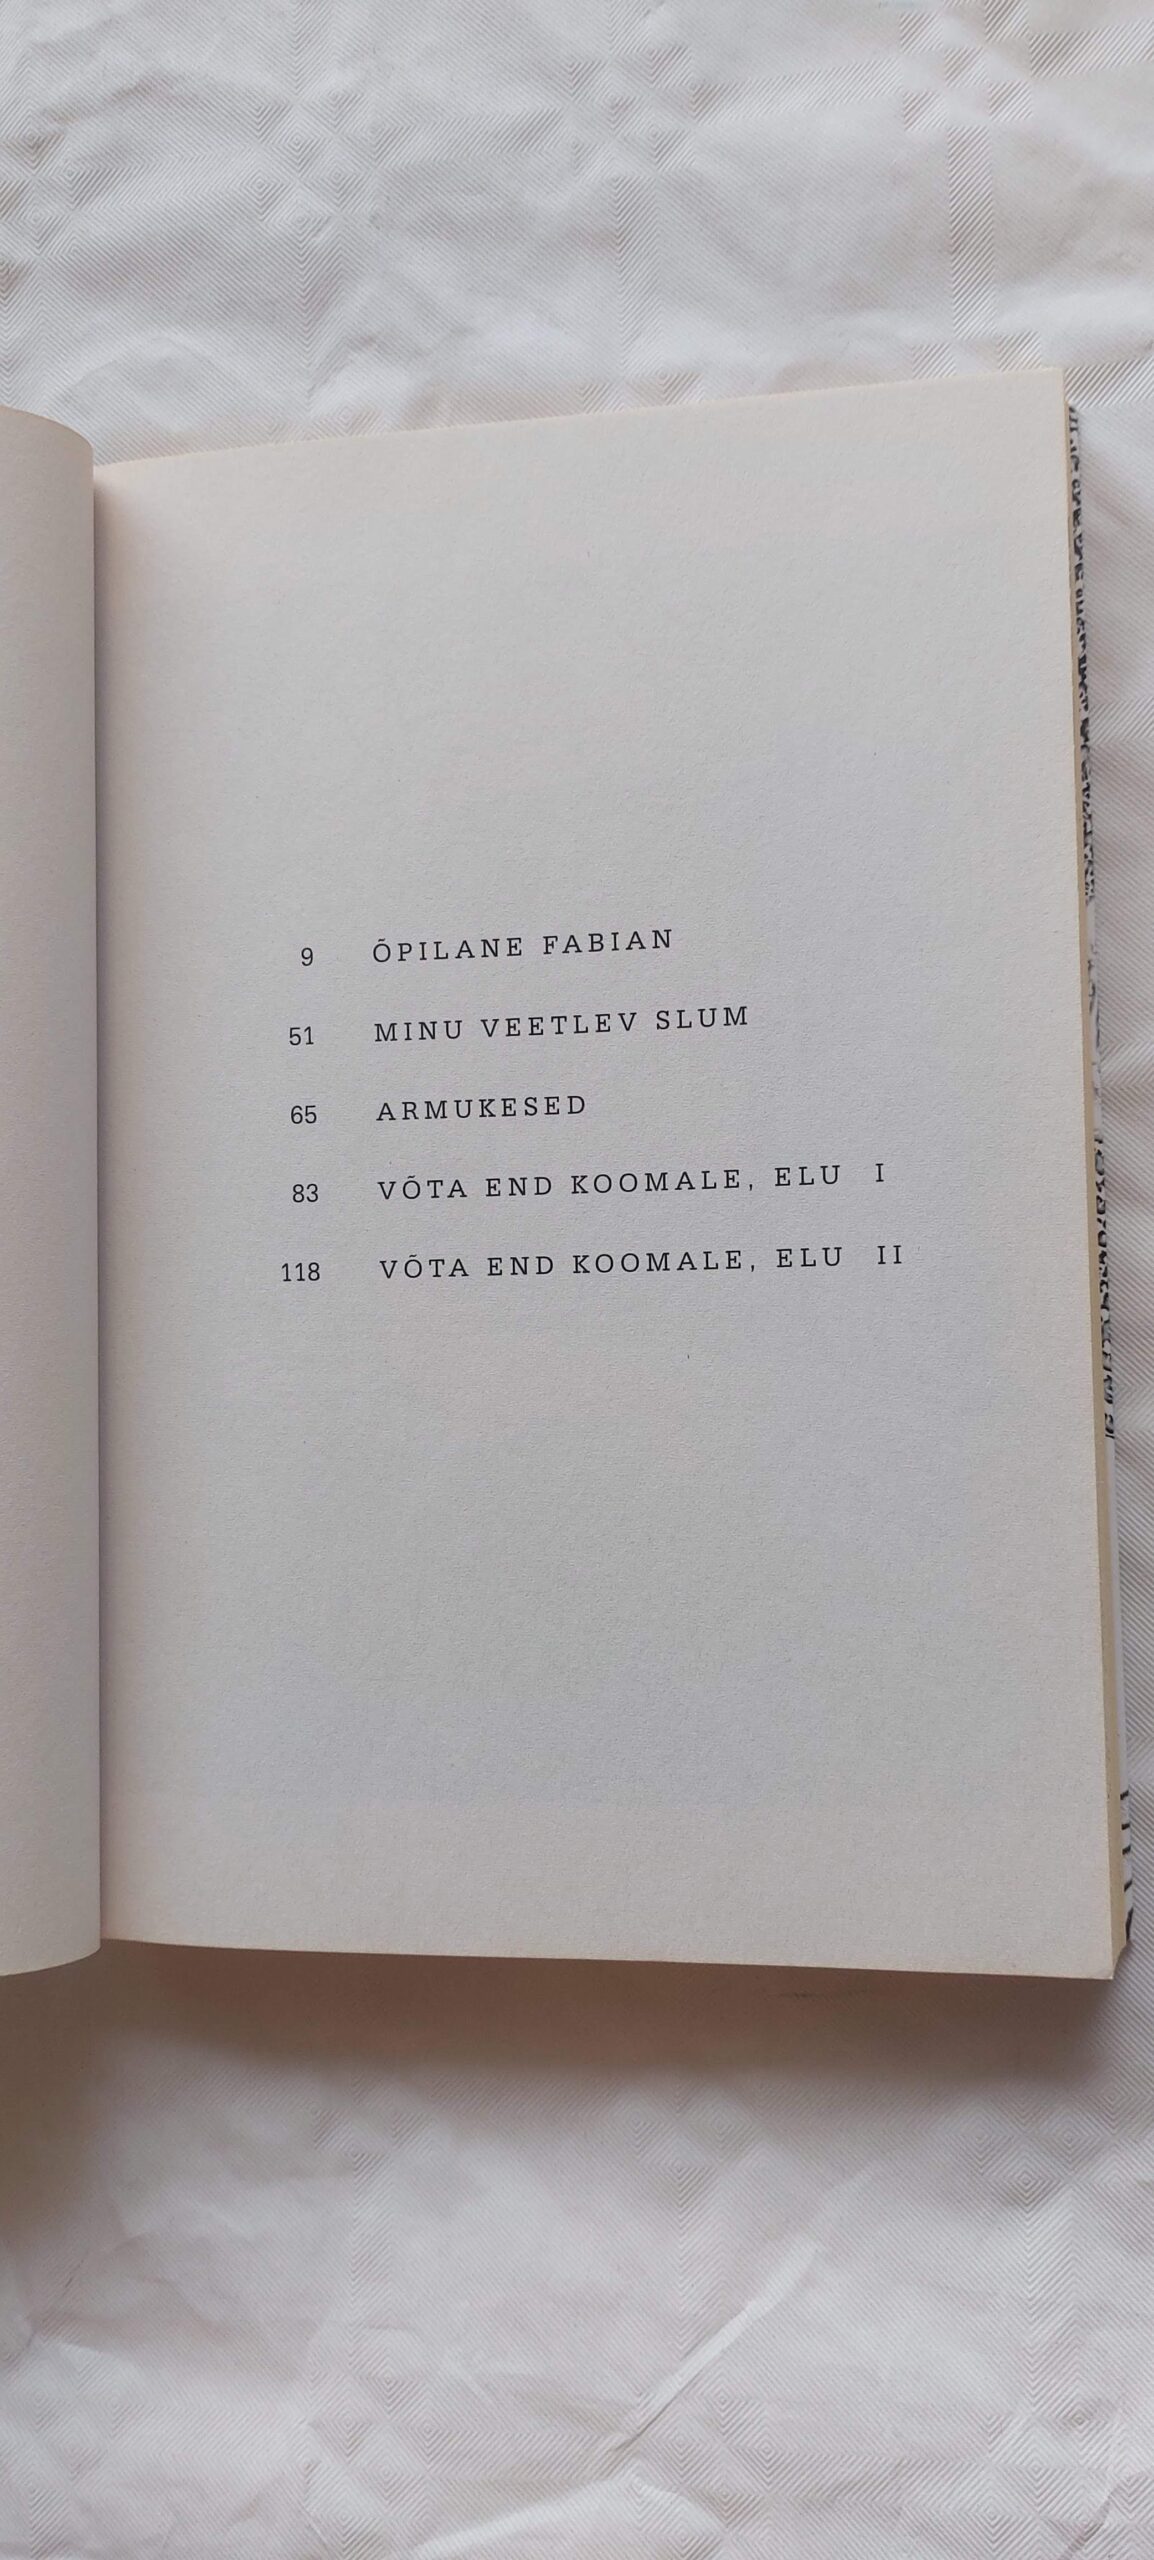 9 ÕPILANE FABIAN
51 MINU VEETLEV SLUM
65 ARMUKESED
83 VÕTA END KOOMALE, ELU I
118 VÕTA END KOOMALE, ELU II